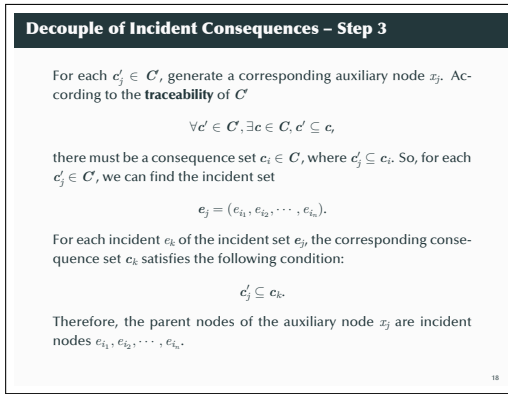 Decouple of Incident Consequences – Step 3
For each c′_j ∈ C′, generate a corresponding auxiliary node x_j. Ac-
cording to the traceability of C′
∀c′ ∈ C′, ∃c ∈ C, c′ ⊆ c,
there must be a consequence set c_i ∈ C, where c′_j ⊆ c_i. So, for each
c′_j ∈ C′, we can find the incident set
e_j = (e_{i_1}, e_{i_2}, · · · , e_{i_n}).
For each incident e_k of the incident set e_j, the corresponding conse-
quence set c_k satisfies the following condition:
c′_j ⊆ c_k.
Therefore, the parent nodes of the auxiliary node x_j are incident
nodes e_{i_1}, e_{i_2}, · · · , e_{i_n}.
18